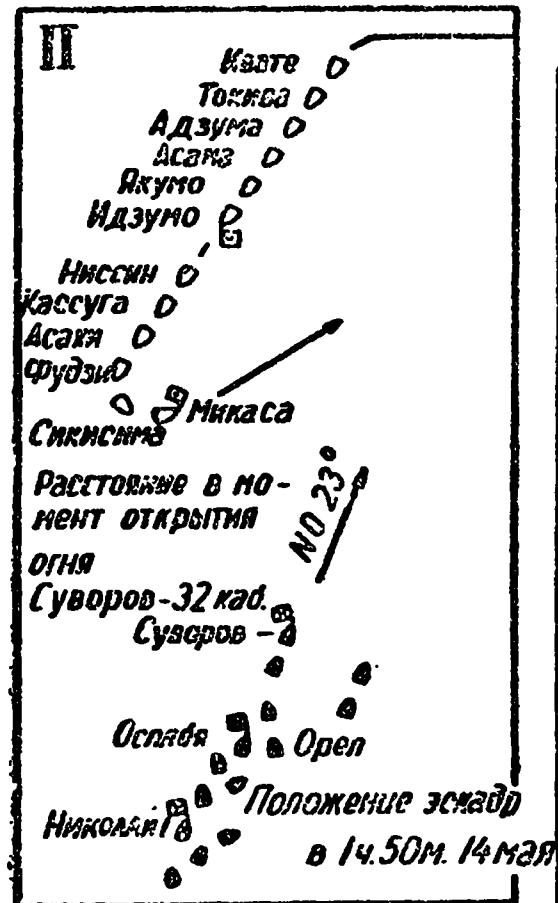 II
Ивате
Токива
Адзума
Асама
Якумо
Идзумо
Ниссин
Кассуга
Асахи
Фудзи
Микаса
Сикисима
Расстояние в мо-
мент открытия
огня
Суворов-32 каб.
NO 23°
Суворов -
Ослабя
Орел
Николай I
Положение эскадр
в 1ч.50м. 14 мая